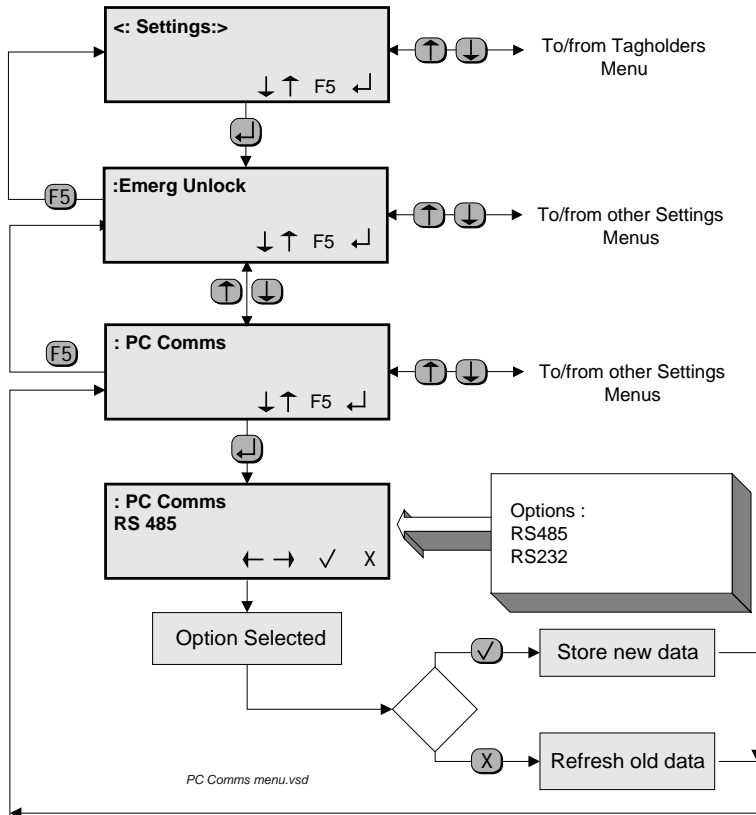 <: Settings:>
↓ ↑ F5 ↵
↑ ↓
To/from Tagholders
Menu
↵
F5
:Emerg Unlock
↓ ↑ F5 ↵
↑ ↓
To/from other Settings
Menus
↑ ↓
F5
: PC Comms
↓ ↑ F5 ↵
↑ ↓
To/from other Settings
Menus
↵
: PC Comms
RS 485
← → √ X
Options :
RS485
RS232
Option Selected
√
Store new data
X
Refresh old data
PC Comms menu.vsd